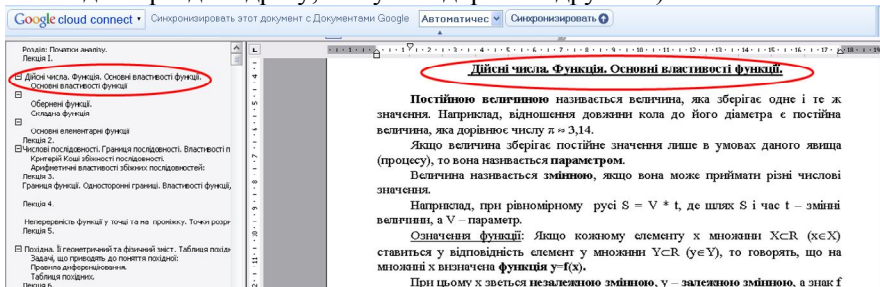 Google cloud connect Синхронизировать этот документ с Документами Google Автоматичес Синхронизировать
Розділ: Початки аналізу.
Лекція 1.
Дійсні числа. Функція. Основні властивості функції.
Основні властивості функції
Обернені функції.
Складна функція
Основні елементарні функції
Лекція 2.
Числові послідовності. Границя послідовності. Властивості п
Критерій Коші збіжності послідовності.
Арифметичні властивості збіжних послідовностей:
Лекція 3.
Границя функції. Односторонні границі. Властивості функції,
Лекція 4.
Неперервність функції у точці та на проміжку. Точки розри
Лекція 5.
Похідна. Її геометричний та фізичний зміст. Таблиця похідн
Задачі, що приводять до поняття похідної:
Правила диференціювання.
Таблиця похідних.
Лекція 6.
Дійсні числа. Функція. Основні властивості функції.
Постійною величиною називається величина, яка зберігає одне і те ж
значення. Наприклад, відношення довжини кола до його діаметра є постійна
величина, яка дорівнює числу π ≈ 3,14.
Якщо величина зберігає постійне значення лише в умовах даного явища
(процесу), то вона називається параметром.
Величина називається змінною, якщо вона може приймати різні числові
значення.
Наприклад, при рівномірному русі S = V * t, де шлях S і час t – змінні
величини, а V – параметр.
Означення функції: Якщо кожному елементу x множини X⊂R (x∈X)
ставиться у відповідність елемент y множини Y⊂R (y∈Y), то говорять, що на
множині x визначена функція y=f(x).
При цьому x зветься незалежною змінною, y – залежною змінною, а знак f